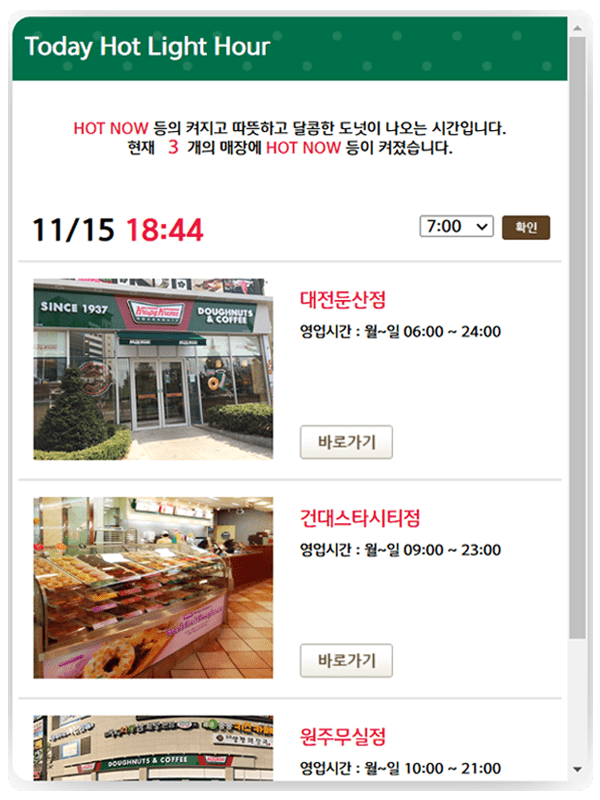 Today Hot Light Hour
HOT NOW 등의 켜지고 따뜻하고 달콤한 도넛이 나오는 시간입니다.
현재 3 개의 매장에 HOT NOW 등이 켜졌습니다.
11/15 18:44
7:00
확인
SINCE 1937
Krispy Kreme
DOUGHNUTS
DOUGHNUTS & COFFEE
대전둔산점
영업시간 : 월~일 06:00 ~ 24:00
바로가기
건대스타시티점
영업시간 : 월~일 09:00 ~ 23:00
바로가기
DOUGHNUTS & COFFEE
원주무실점
영업시간 : 월~일 10:00 ~ 21:00